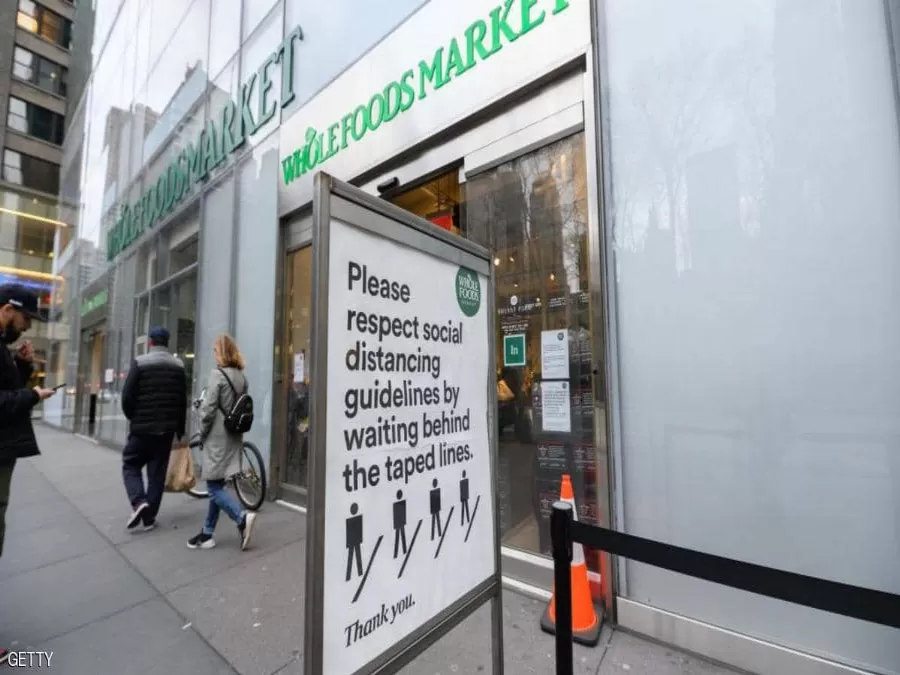 WHOLE FOODS MARKET
WHOLE FOODS MARKET
WHOLE
FOODS
Please
respect social
distancing
guidelines by
waiting behind
the taped lines.
Thank you.
In
GETTY